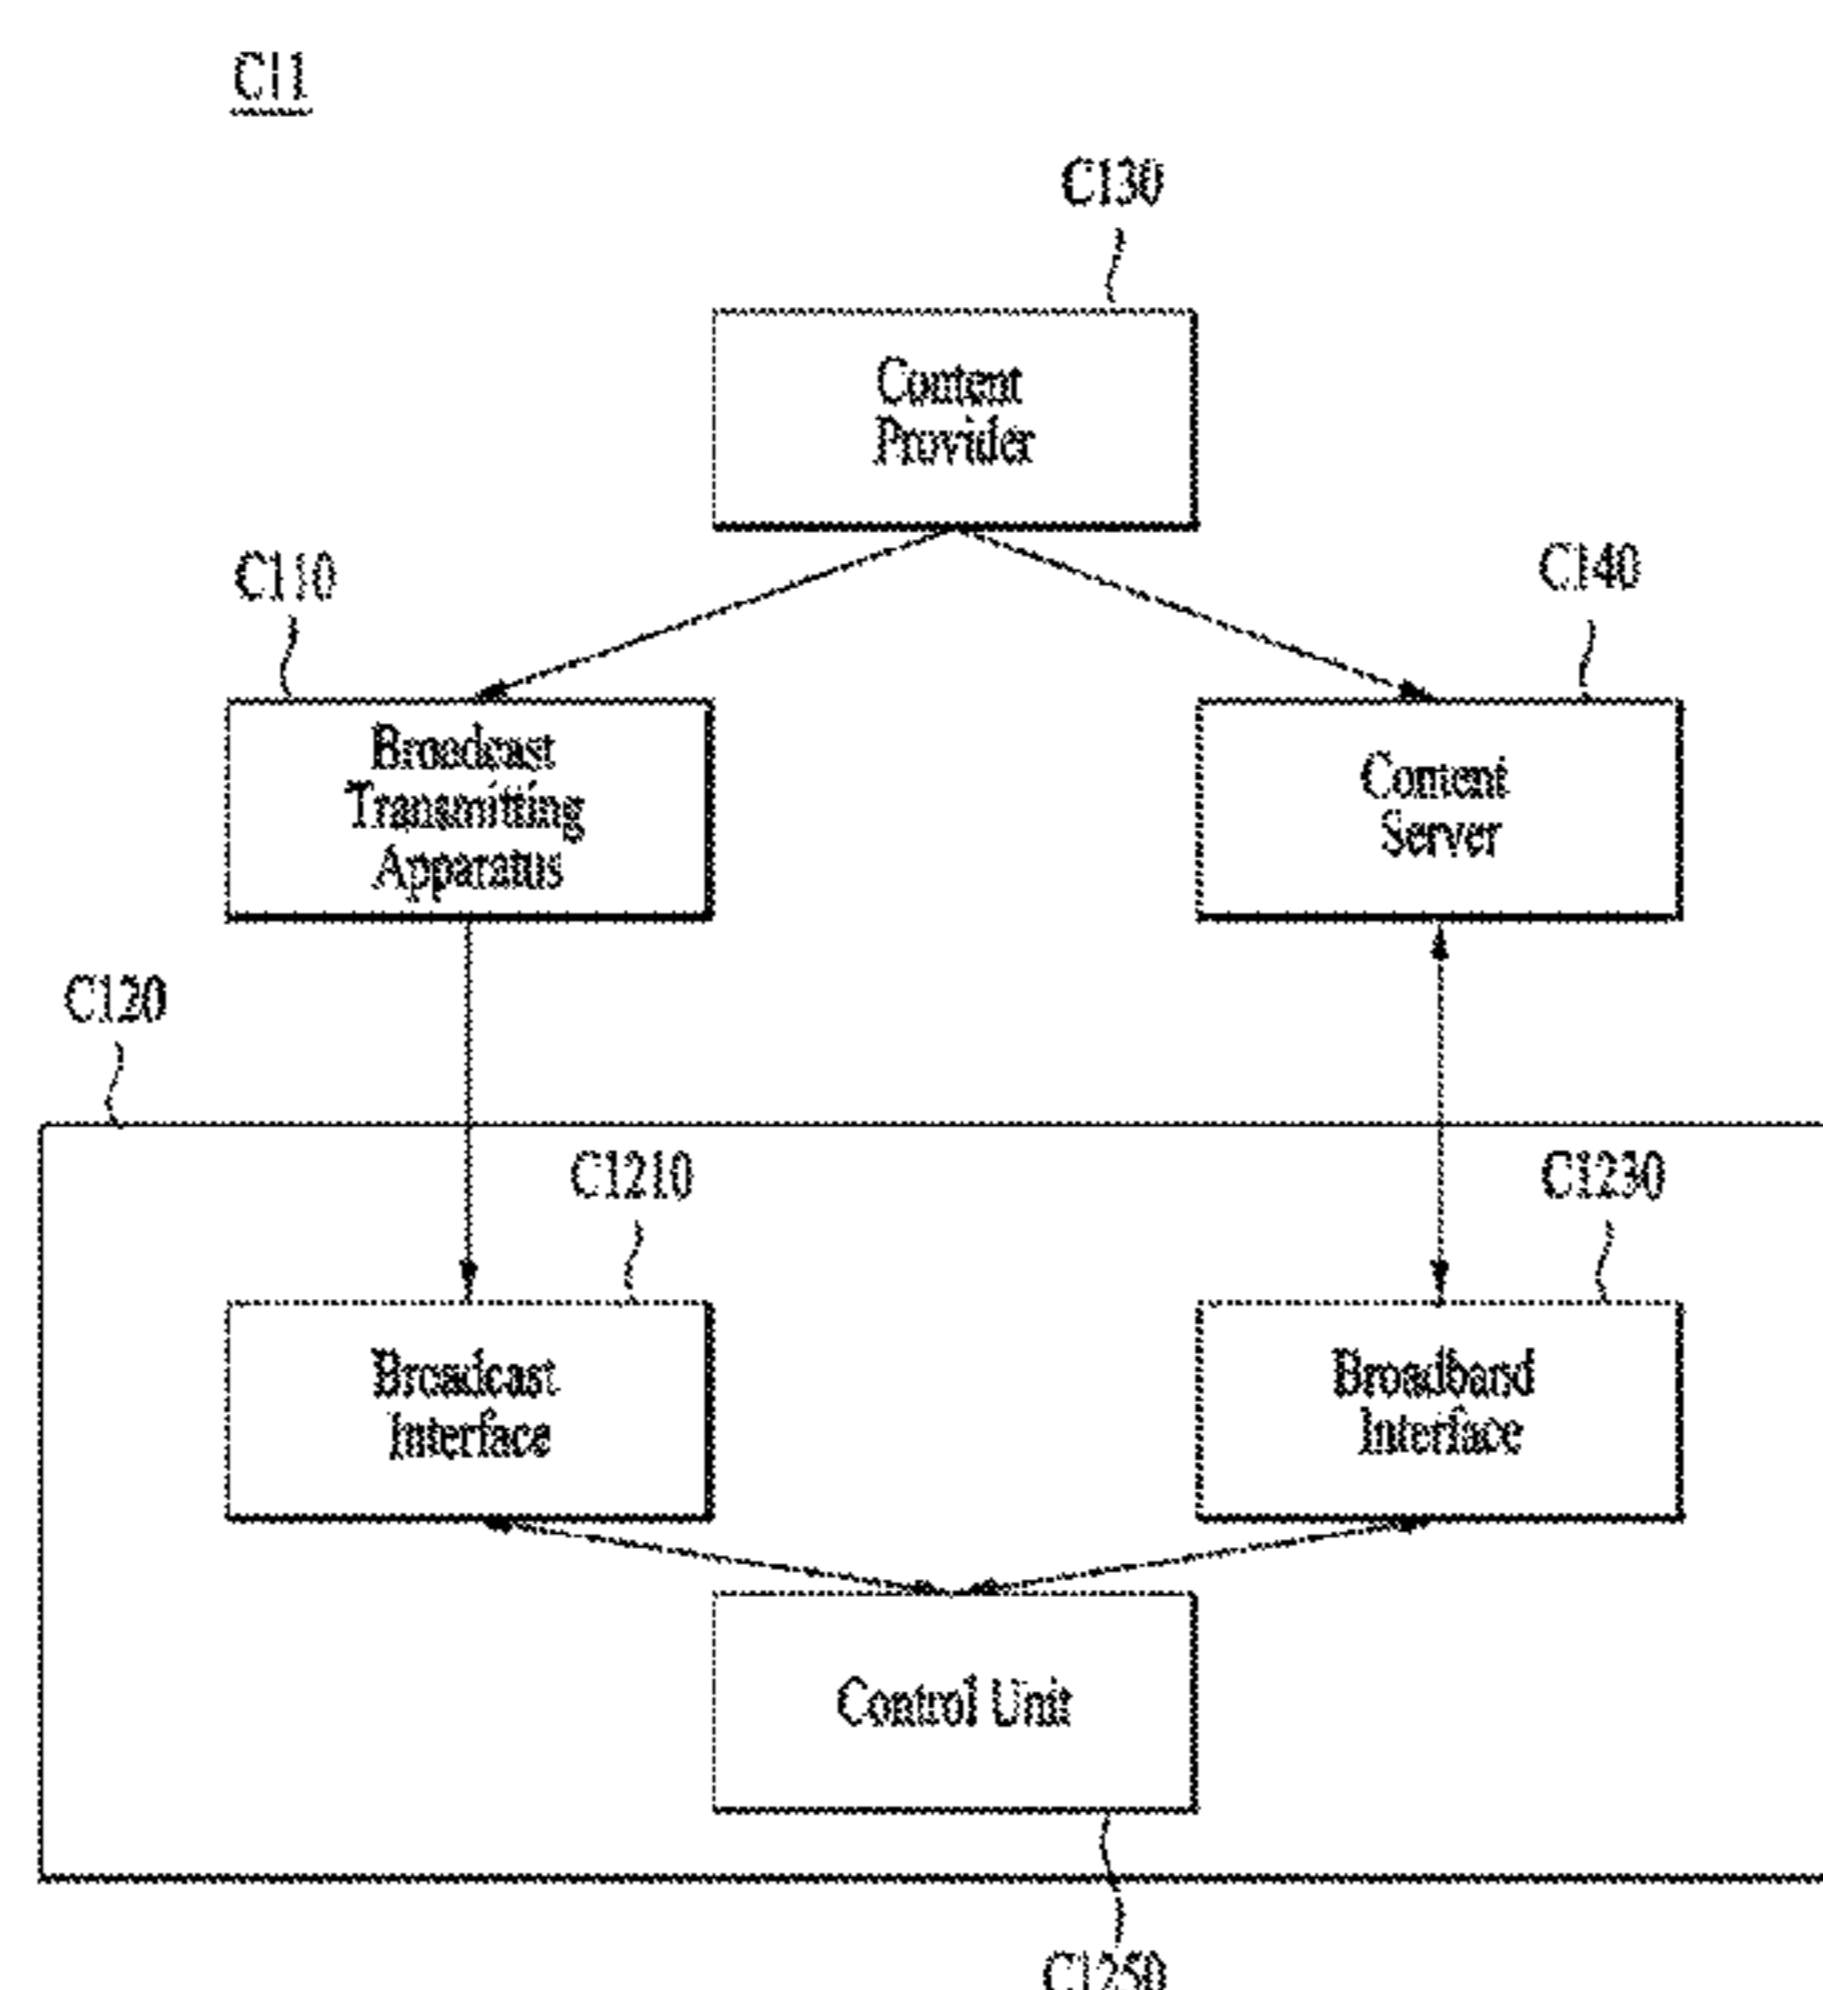 C11
C130
Content
Provider
C110
C140
Broadcast
Transmitting
Apparatus
Content
Server
C120
C1210
C1230
Broadcast
Interface
Broadband
Interface
Control Unit
C1250